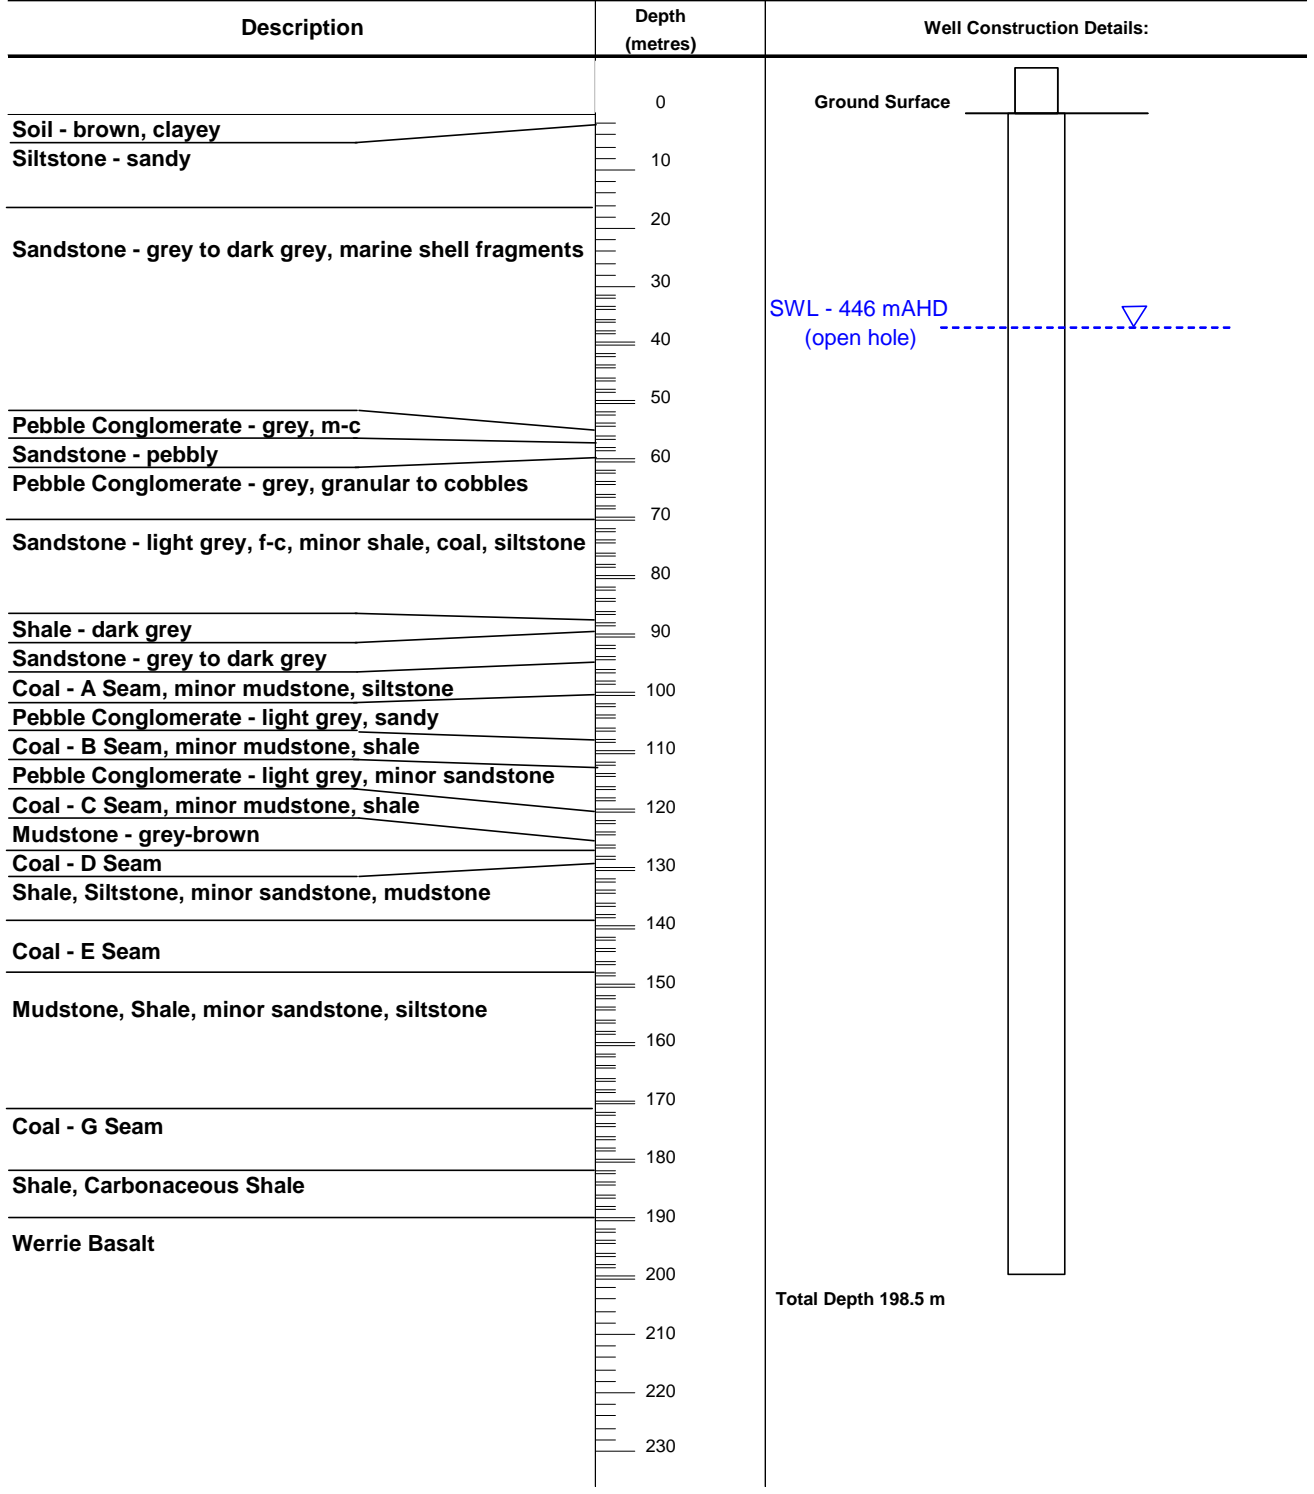 Description
Depth
(metres)
Well Construction Details:
0
Ground Surface
Soil - brown, clayey
Siltstone - sandy
10
20
Sandstone - grey to dark grey, marine shell fragments
30
SWL - 446 mAHD
(open hole)
40
50
Pebble Conglomerate - grey, m-c
Sandstone - pebbly
60
Pebble Conglomerate - grey, granular to cobbles
70
Sandstone - light grey, f-c, minor shale, coal, siltstone
80
Shale - dark grey
90
Sandstone - grey to dark grey
Coal - A Seam, minor mudstone, siltstone
100
Pebble Conglomerate - light grey, sandy
Coal - B Seam, minor mudstone, shale
110
Pebble Conglomerate - light grey, minor sandstone
Coal - C Seam, minor mudstone, shale
120
Mudstone - grey-brown
Coal - D Seam
130
Shale, Siltstone, minor sandstone, mudstone
140
Coal - E Seam
150
Mudstone, Shale, minor sandstone, siltstone
160
170
Coal - G Seam
180
Shale, Carbonaceous Shale
190
Werrie Basalt
200
Total Depth 198.5 m
210
220
230